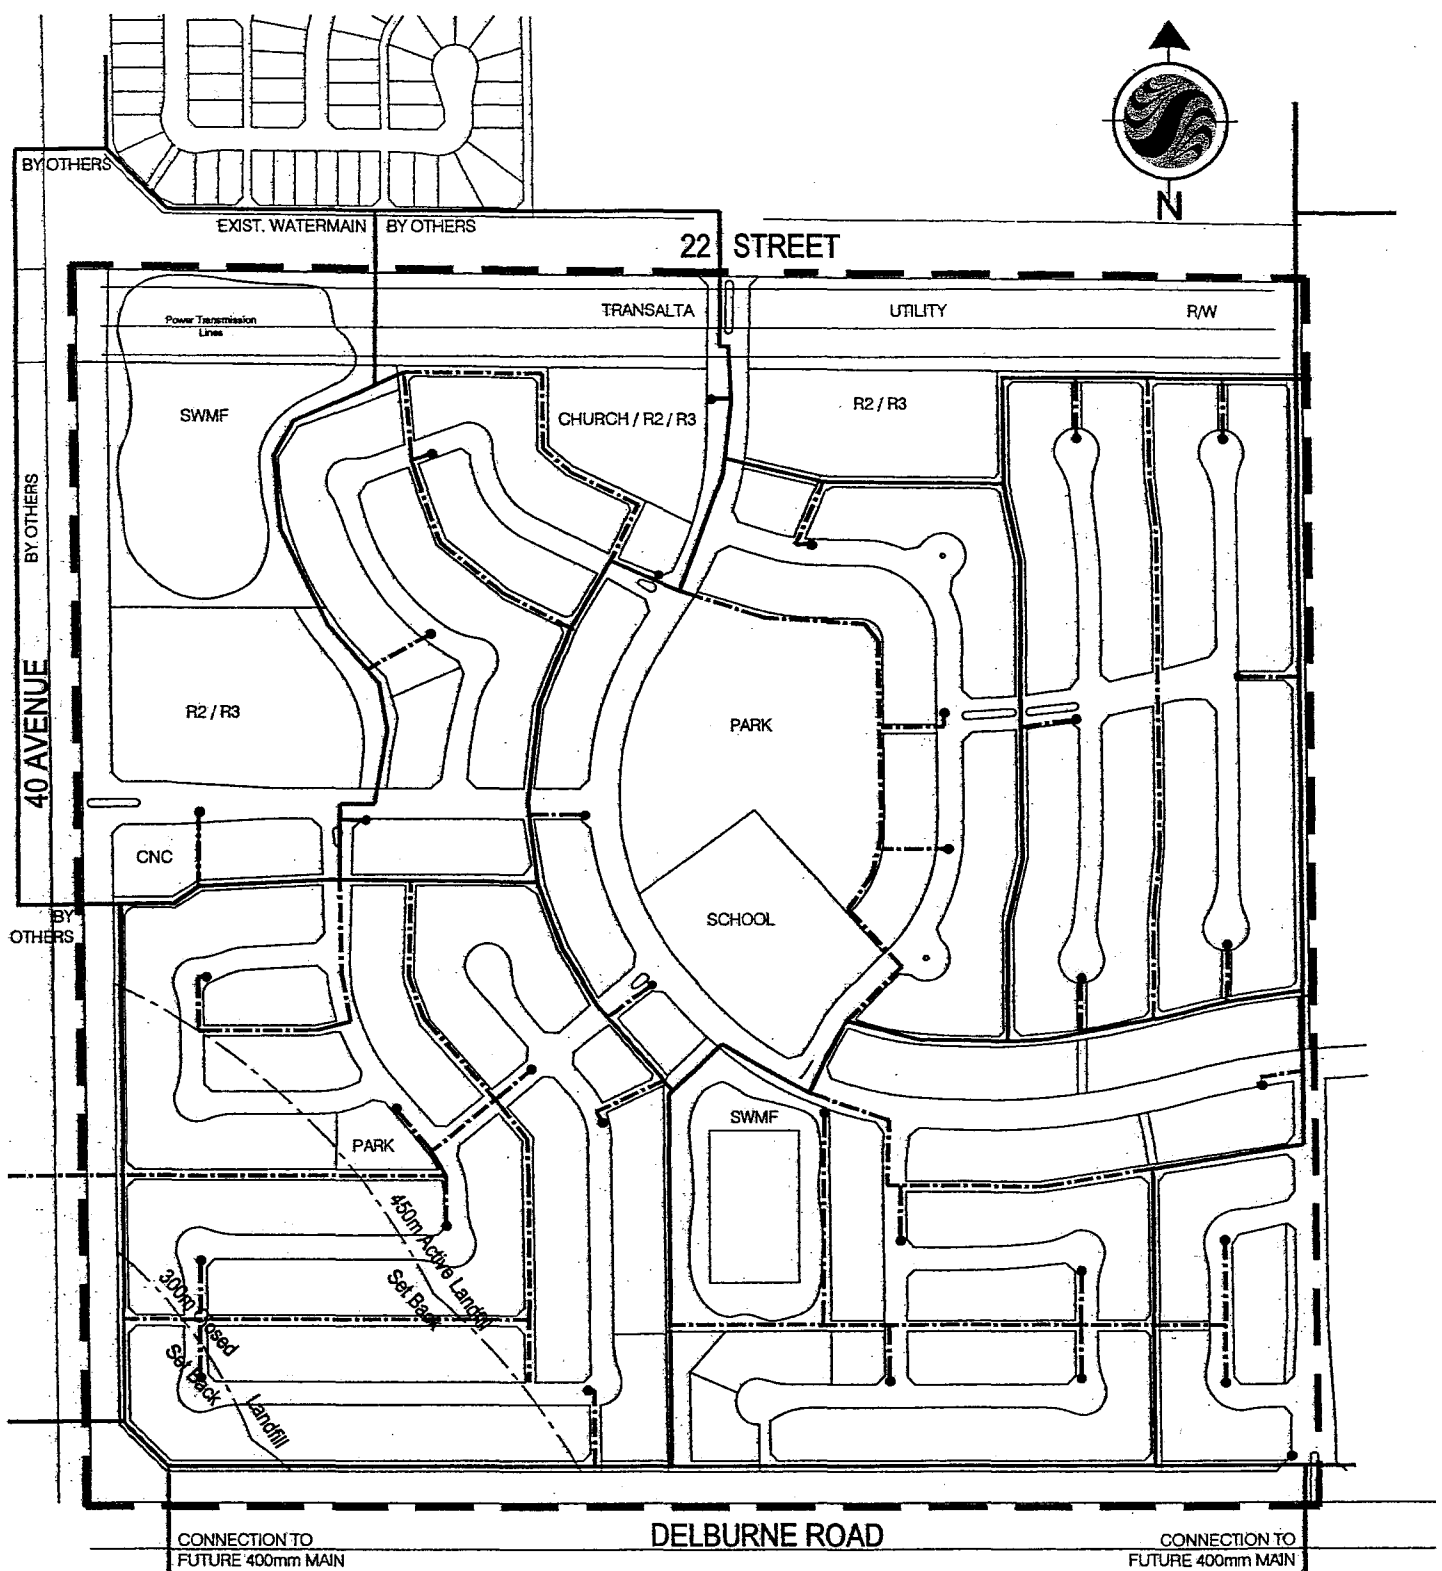 BY OTHERS
EXIST. WATERMAIN BY OTHERS
N
22 STREET
TRANSALTA UTILITY R/W
Power Transmission
Lines
SWMF
CHURCH / R2 / R3
R2 / R3
BY OTHERS
40 AVENUE
R2 / R3
PARK
CNC
SCHOOL
BY
OTHERS
PARK
SWMF
450m Active Landfill
Set Back
300m Closed
Set Back
Landfill
DELBURNE ROAD
CONNECTION TO
FUTURE 400mm MAIN
CONNECTION TO
FUTURE 400mm MAIN